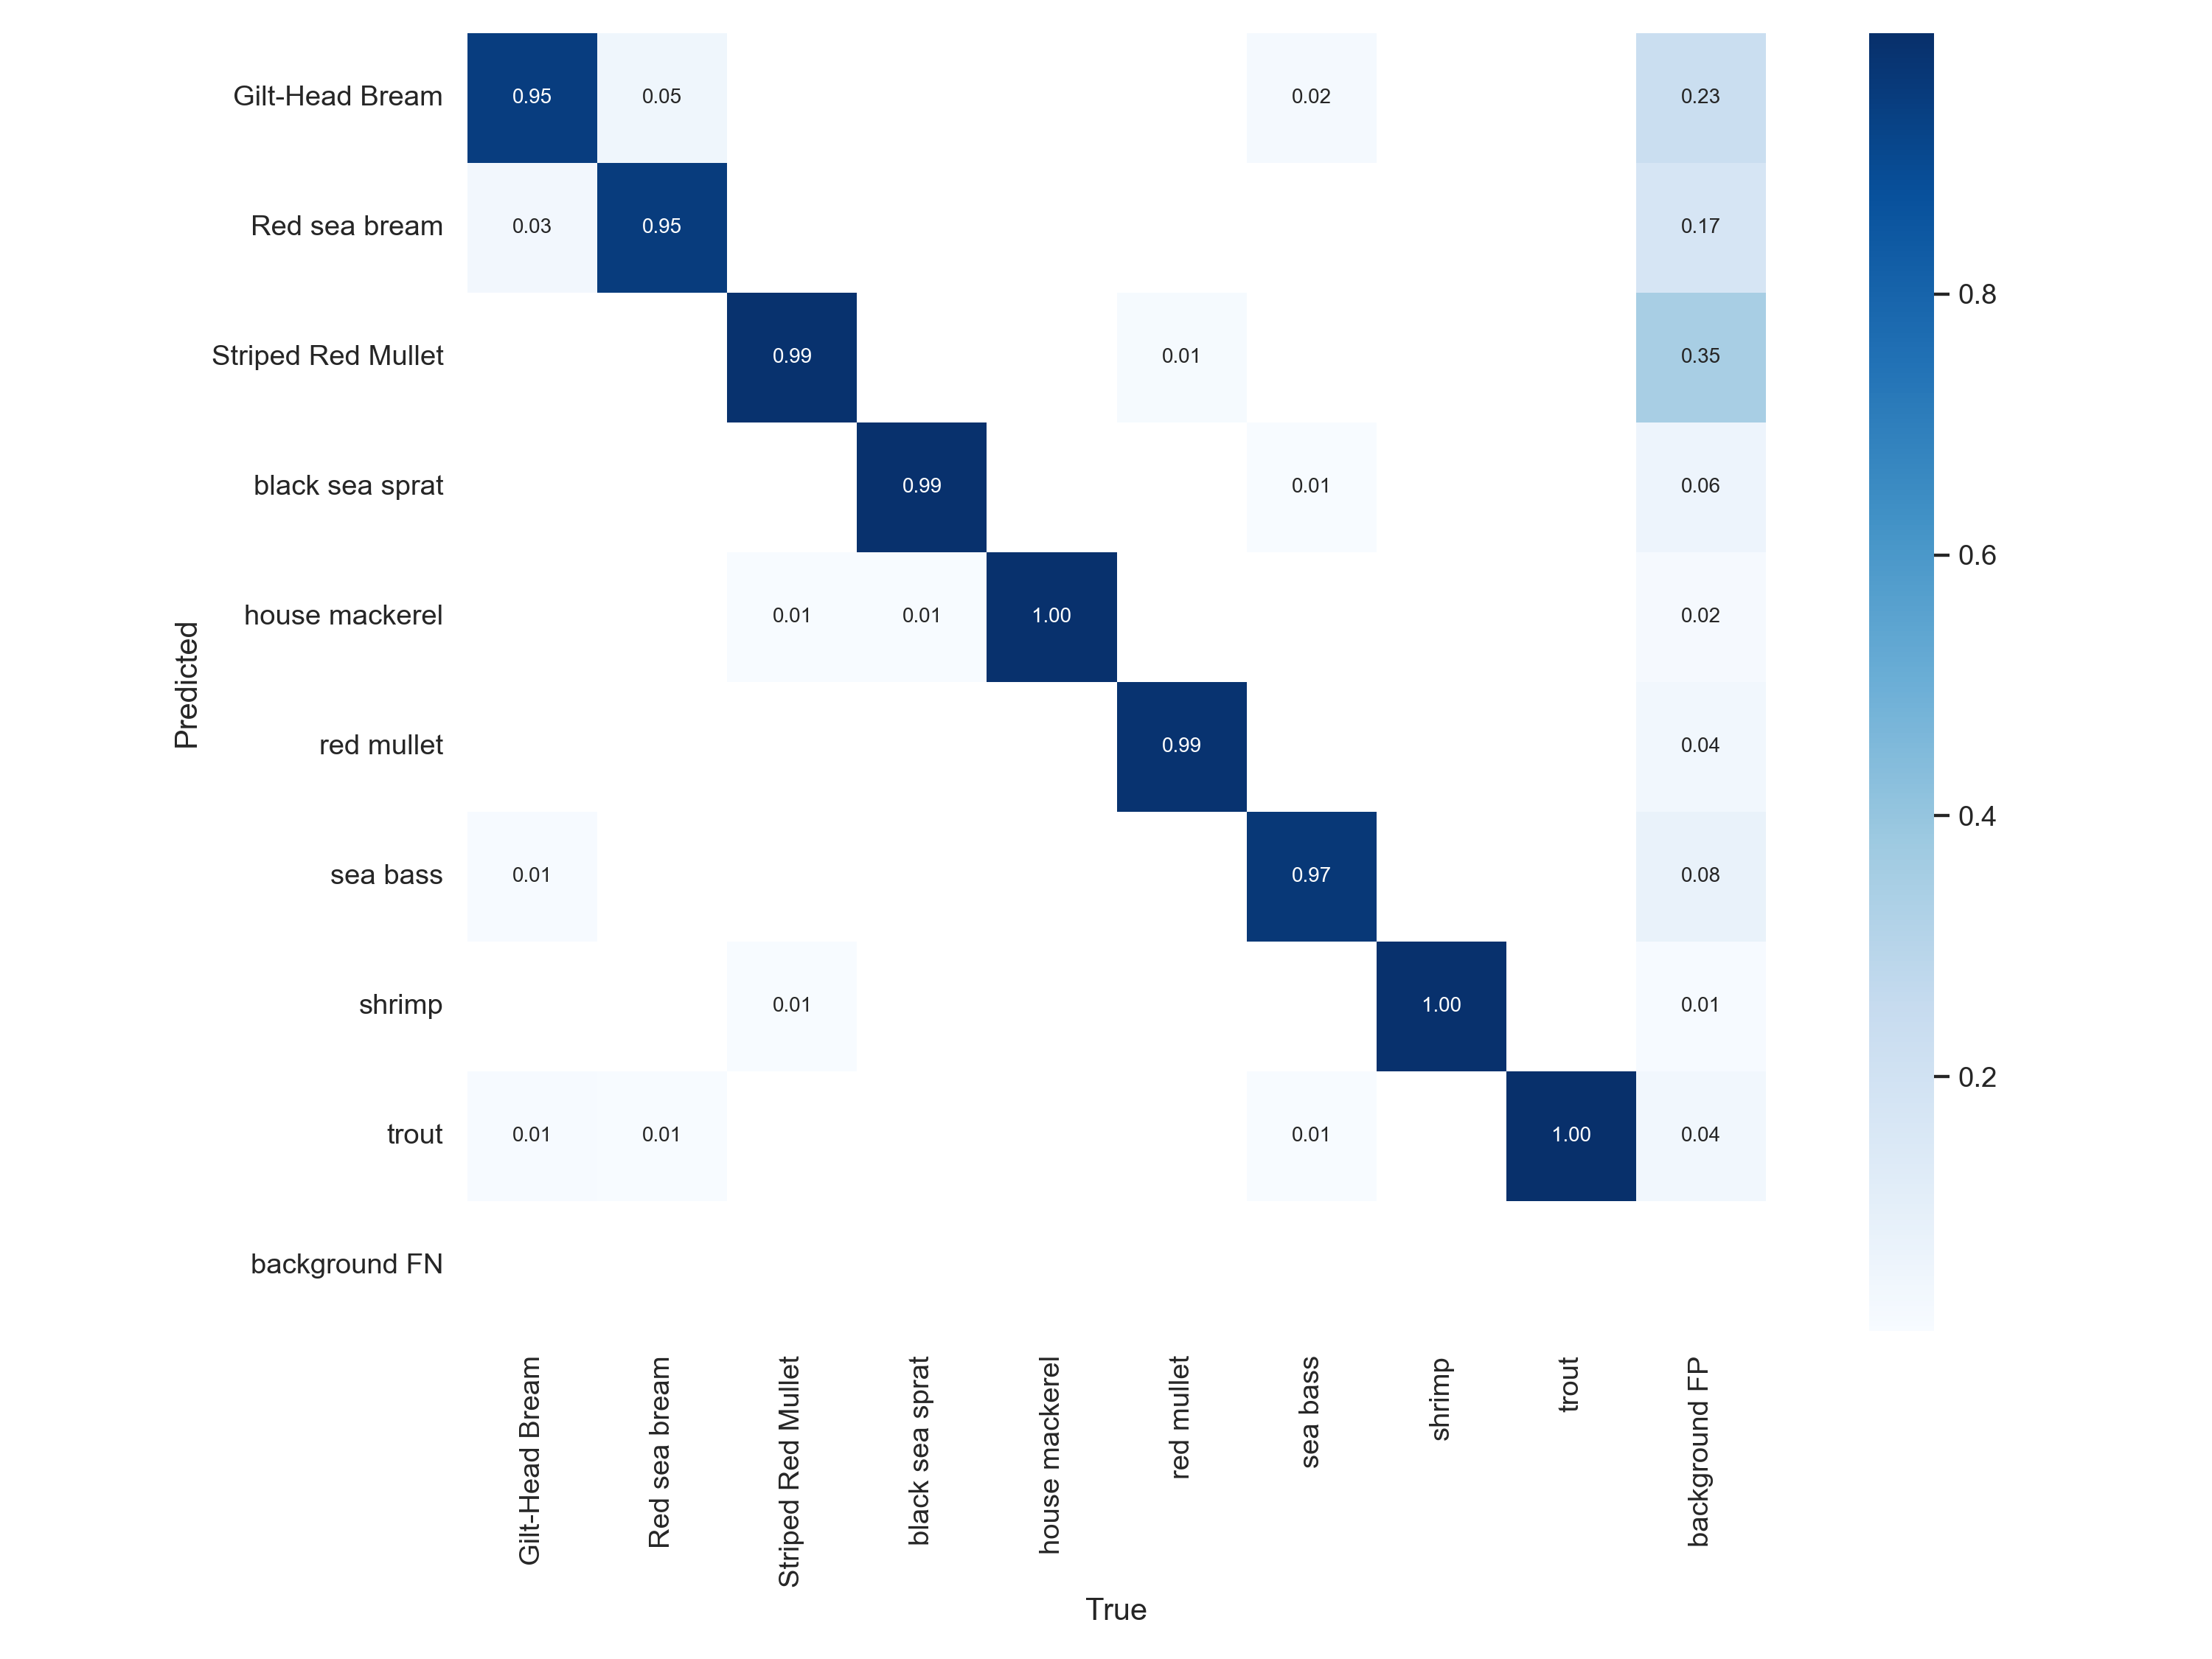 Gilt-Head Bream 0.95 0.05 0.02 0.23
Red sea bream 0.03 0.95 0.17
0.8
Striped Red Mullet 0.99 0.01 0.35
black sea sprat 0.99 0.01 0.06
0.6
house mackerel 0.01 0.01 1.00 0.02
Predicted
red mullet 0.99 0.04
0.4
sea bass 0.01 0.97 0.08
shrimp 0.01 1.00 0.01
0.2
trout 0.01 0.01 0.01 1.00 0.04
background FN
Gilt-Head Bream
Red sea bream
Striped Red Mullet
black sea sprat
house mackerel
red mullet
sea bass
shrimp
trout
background FP
True